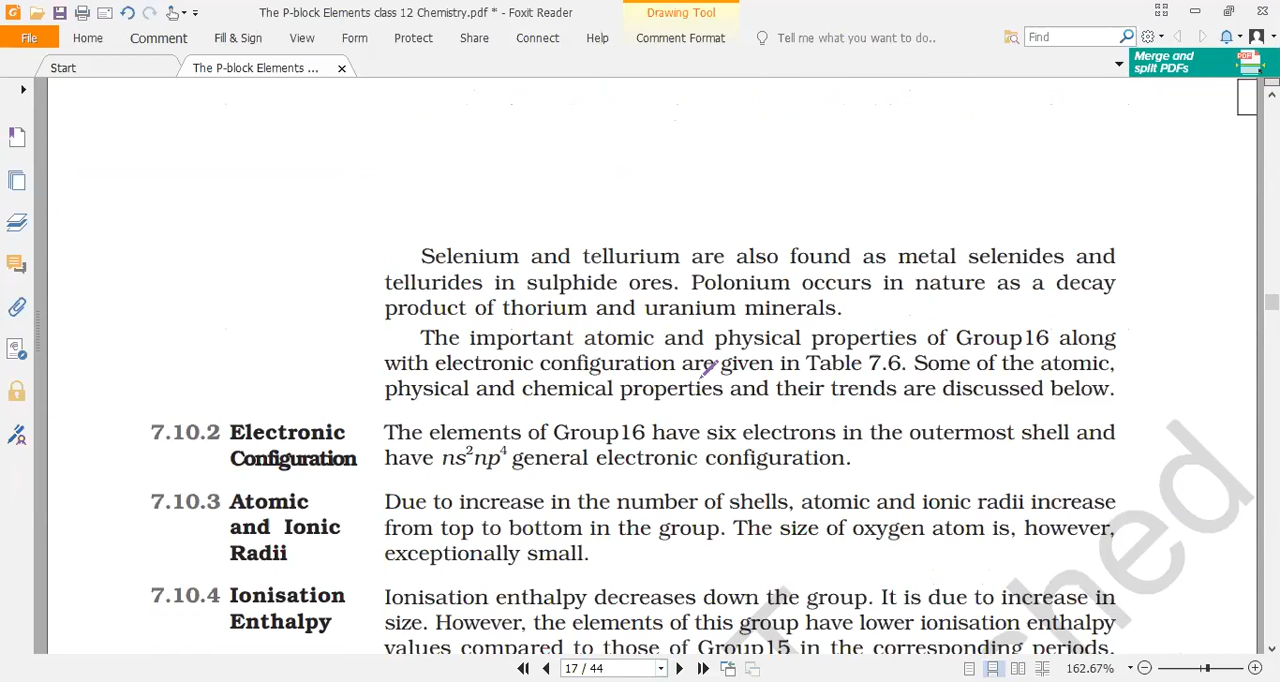 The P-block Elements class 12 Chemistry.pdf * - Foxit Reader
Drawing Tool
File
Home
Comment
Fill & Sign
View
Form
Protect
Share
Connect
Help
Comment Format
Tell me what you want to do..
Find
Start
The P-block Elements ...
Merge and
split PDFs
Selenium and tellurium are also found as metal selenides and
tellurides in sulphide ores. Polonium occurs in nature as a decay
product of thorium and uranium minerals.
The important atomic and physical properties of Group16 along
with electronic configuration are given in Table 7.6. Some of the atomic,
physical and chemical properties and their trends are discussed below.
7.10.2 Electronic
Configuration
The elements of Group16 have six electrons in the outermost shell and
have ns²np⁴ general electronic configuration.
7.10.3 Atomic
and Ionic
Radii
Due to increase in the number of shells, atomic and ionic radii increase
from top to bottom in the group. The size of oxygen atom is, however,
exceptionally small.
7.10.4 Ionisation
Enthalpy
Ionisation enthalpy decreases down the group. It is due to increase in
size. However, the elements of this group have lower ionisation enthalpy
values compared to those of Group15 in the corresponding periods.
17 / 44
162.67%